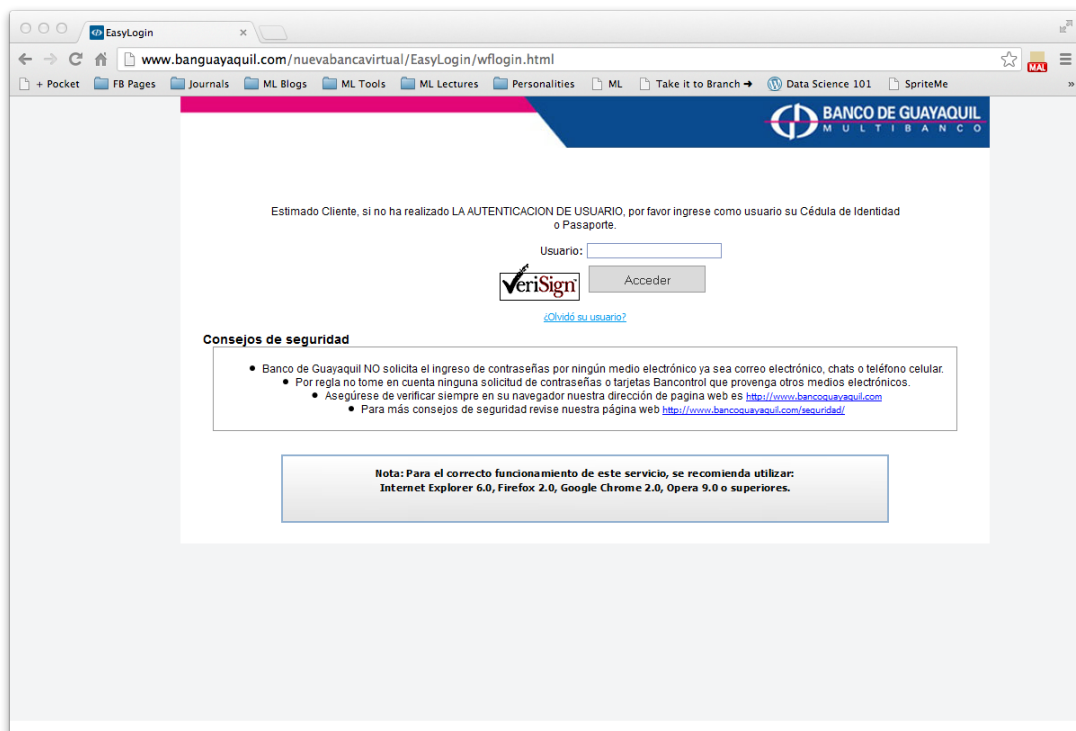 EasyLogin
www.banguayaquil.com/nuevabancavirtual/EasyLogin/wflogin.html
MAL
+ Pocket FB Pages Journals ML Blogs ML Tools ML Lectures Personalities ML Take it to Branch → Data Science 101 SpriteMe »
BANCO DE GUAYAQUIL
MULTIBANCO
Estimado Cliente, si no ha realizado LA AUTENTICACION DE USUARIO, por favor ingrese como usuario su Cédula de Identidad
o Pasaporte.
Usuario:
VeriSign
Acceder
¿Olvidó su usuario?
Consejos de seguridad
• Banco de Guayaquil NO solicita el ingreso de contraseñas por ningún medio electrónico ya sea correo electrónico, chats o teléfono celular.
• Por regla no tome en cuenta ninguna solicitud de contraseñas o tarjetas Bancontrol que provenga otros medios electrónicos.
• Asegúrese de verificar siempre en su navegador nuestra dirección de pagina web es http://www.bancoguayaquil.com
• Para más consejos de seguridad revise nuestra página web http://www.bancoguayaquil.com/seguridad/
Nota: Para el correcto funcionamiento de este servicio, se recomienda utilizar:
Internet Explorer 6.0, Firefox 2.0, Google Chrome 2.0, Opera 9.0 o superiores.